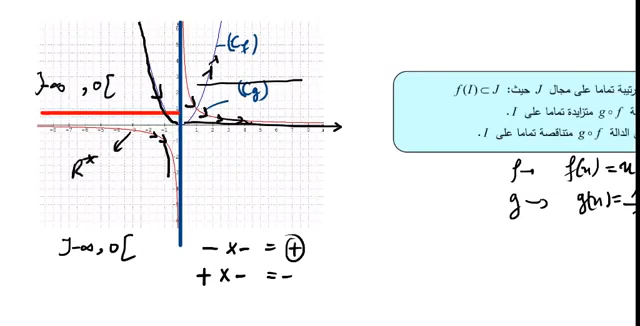 (Cf)
]-∞, 0[
(Cg)
R*
]-∞, 0[
- x - = +
+ x - = -
رتيبة تماما على مجال J حيث: f(I)⊂J
g∘f متزايدة تماما على I.
الدالة g∘f متناقصة تماما على I.
f → f(x)=x
g → g(x)=